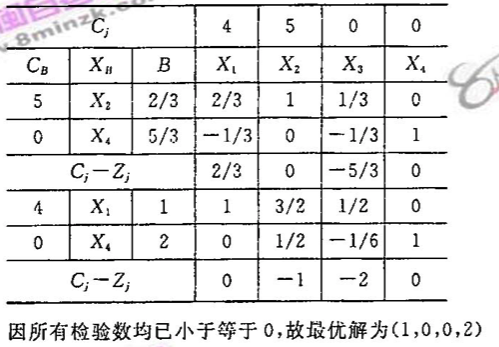 www.8minzk.com
C_j 4 5 0 0
C_B X_B B X_1 X_2 X_3 X_4
5 X_2 2/3 2/3 1 1/3 0
0 X_4 5/3 -1/3 0 -1/3 1
C_j-Z_j 2/3 0 -5/3 0
4 X_1 1 1 3/2 1/2 0
0 X_4 2 0 1/2 -1/6 1
C_j-Z_j 0 -1 -2 0
因所有检验数均已小于等于0,故最优解为(1,0,0,2)